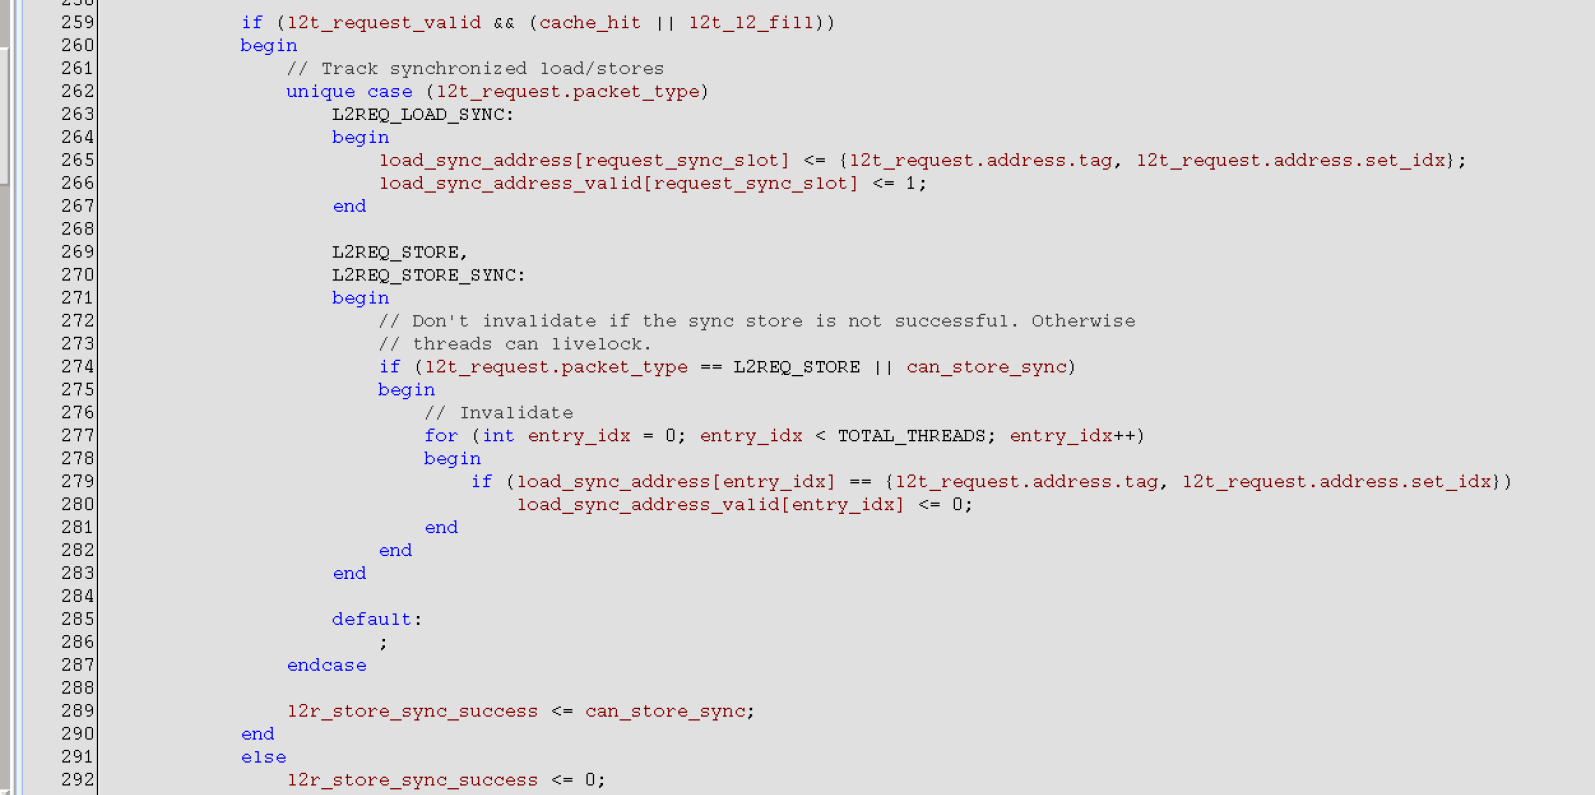 259 if (l2t_request_valid && (cache_hit || l2t_l2_fill))
260 begin
261 // Track synchronized load/stores
262 unique case (l2t_request.packet_type)
263 L2REQ_LOAD_SYNC:
264 begin
265 load_sync_address[request_sync_slot] <= {l2t_request.address.tag, l2t_request.address.set_idx};
266 load_sync_address_valid[request_sync_slot] <= 1;
267 end
268
269 L2REQ_STORE,
270 L2REQ_STORE_SYNC:
271 begin
272 // Don't invalidate if the sync store is not successful. Otherwise
273 // threads can livelock.
274 if (l2t_request.packet_type == L2REQ_STORE || can_store_sync)
275 begin
276 // Invalidate
277 for (int entry_idx = 0; entry_idx < TOTAL_THREADS; entry_idx++)
278 begin
279 if (load_sync_address[entry_idx] == {l2t_request.address.tag, l2t_request.address.set_idx})
280 load_sync_address_valid[entry_idx] <= 0;
281 end
282 end
283 end
284
285 default:
286 ;
287 endcase
288
289 l2r_store_sync_success <= can_store_sync;
290 end
291 else
292 l2r_store_sync_success <= 0;